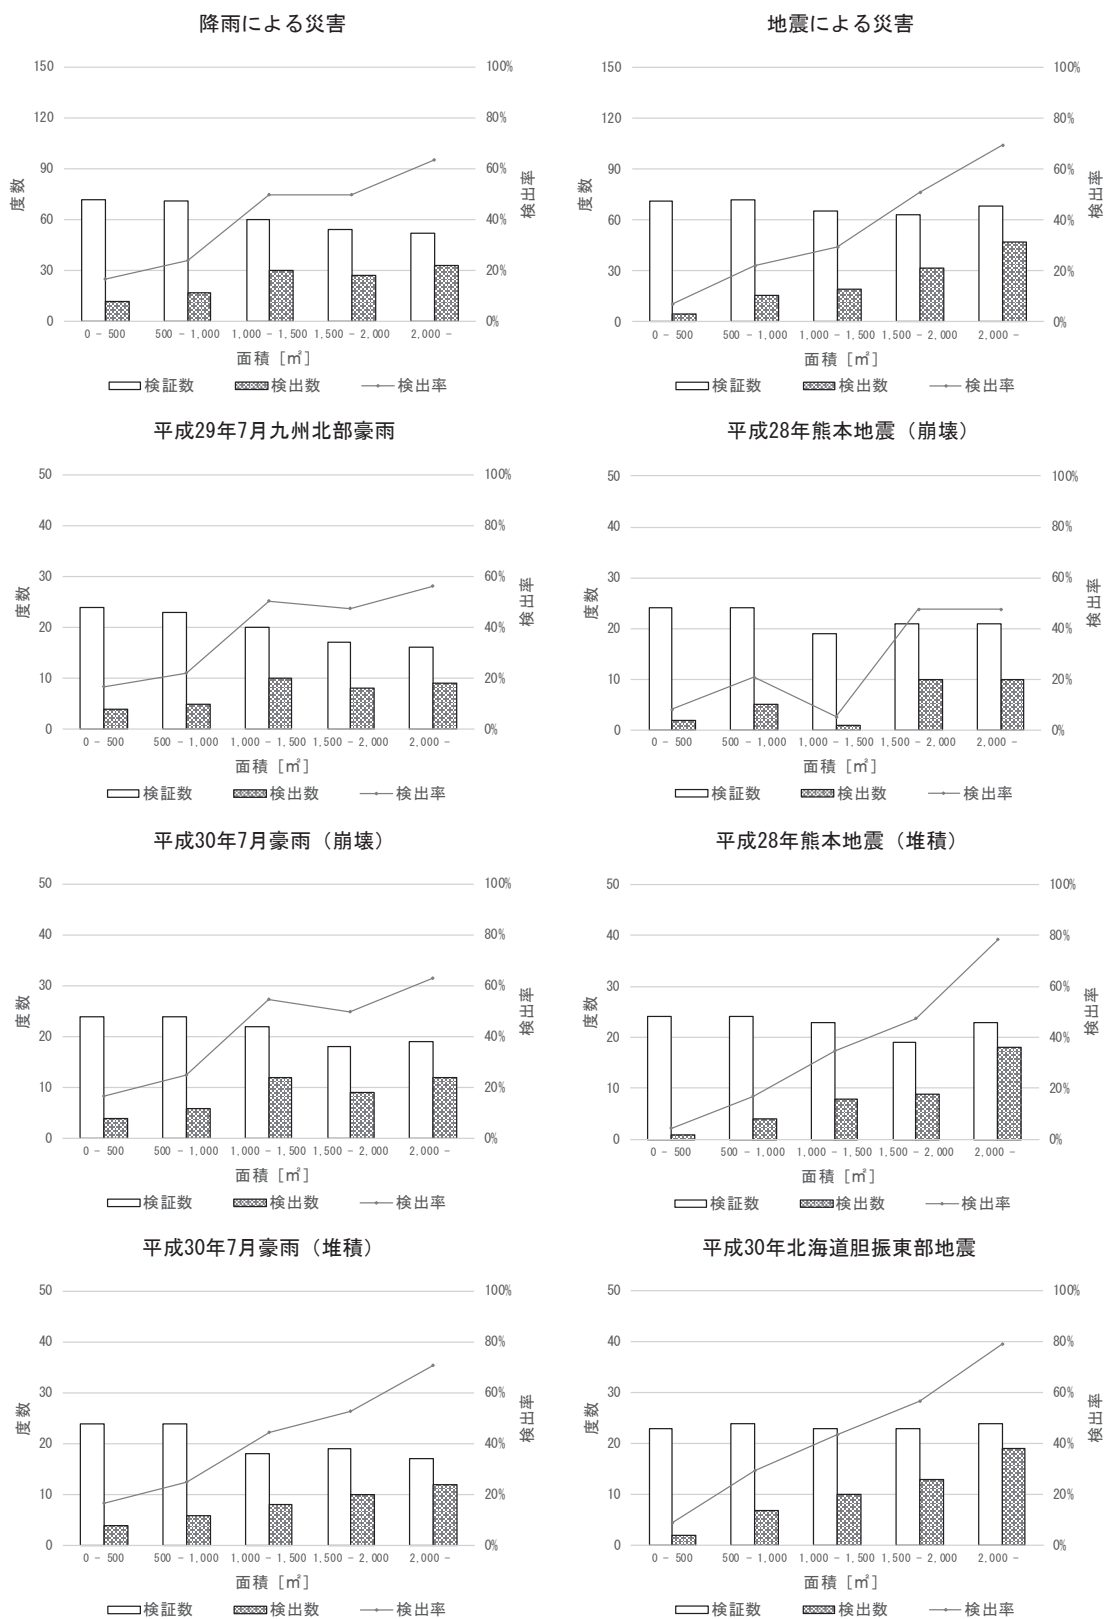 降雨による災害
150
120
90
60
30
0
度数
100%
80%
60%
40%
20%
0%
検出率
0 - 500
500 - 1,000
1,000 - 1,500
1,500 - 2,000
2,000 -
面積 [㎡]
検証数 検出数 検出率
地震による災害
150
120
90
60
30
0
度数
100%
80%
60%
40%
20%
0%
検出率
0 - 500
500 - 1,000
1,000 - 1,500
1,500 - 2,000
2,000 -
面積 [㎡]
検証数 検出数 検出率
平成29年7月九州北部豪雨
50
40
30
20
10
0
度数
100%
80%
60%
40%
20%
0%
検出率
0 - 500
500 - 1,000
1,000 - 1,500
1,500 - 2,000
2,000 -
面積 [㎡]
検証数 検出数 検出率
平成28年熊本地震（崩壊）
50
40
30
20
10
0
度数
100%
80%
60%
40%
20%
0%
検出率
0 - 500
500 - 1,000
1,000 - 1,500
1,500 - 2,000
2,000 -
面積 [㎡]
検証数 検出数 検出率
平成30年7月豪雨（崩壊）
50
40
30
20
10
0
度数
100%
80%
60%
40%
20%
0%
検出率
0 - 500
500 - 1,000
1,000 - 1,500
1,500 - 2,000
2,000 -
面積 [㎡]
検証数 検出数 検出率
平成28年熊本地震（堆積）
50
40
30
20
10
0
度数
100%
80%
60%
40%
20%
0%
検出率
0 - 500
500 - 1,000
1,000 - 1,500
1,500 - 2,000
2,000 -
面積 [㎡]
検証数 検出数 検出率
平成30年7月豪雨（堆積）
50
40
30
20
10
0
度数
100%
80%
60%
40%
20%
0%
検出率
0 - 500
500 - 1,000
1,000 - 1,500
1,500 - 2,000
2,000 -
面積 [㎡]
検証数 検出数 検出率
平成30年北海道胆振東部地震
50
40
30
20
10
0
度数
100%
80%
60%
40%
20%
0%
検出率
0 - 500
500 - 1,000
1,000 - 1,500
1,500 - 2,000
2,000 -
面積 [㎡]
検証数 検出数 検出率